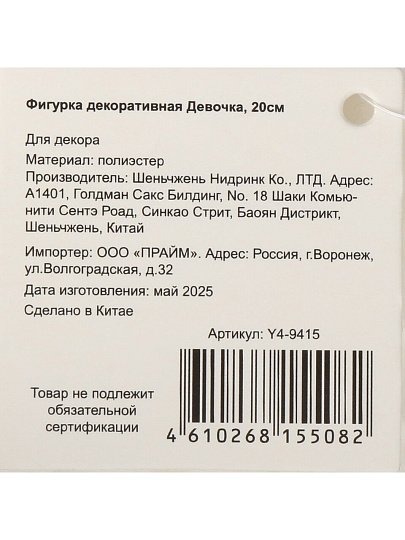 Фигурка декоративная Девочка, 20см
Для декора
Материал: полиэстер
Производитель: Шеньчжень Нидринк Ко., ЛТД. Адрес:
А1401, Голдман Сакс Билдинг, No. 18 Шаки Комью-
нити Сентэ Роад, Синкао Стрит, Баоян Дистрикт,
Шеньчжень, Китай
Импортер: ООО «ПРАЙМ». Адрес: Россия, г.Воронеж,
ул.Волгоградская, д.32
Дата изготовления: май 2025
Сделано в Китае
Артикул: Y4-9415
Товар не подлежит
обязательной
сертификации
4 610268 155082